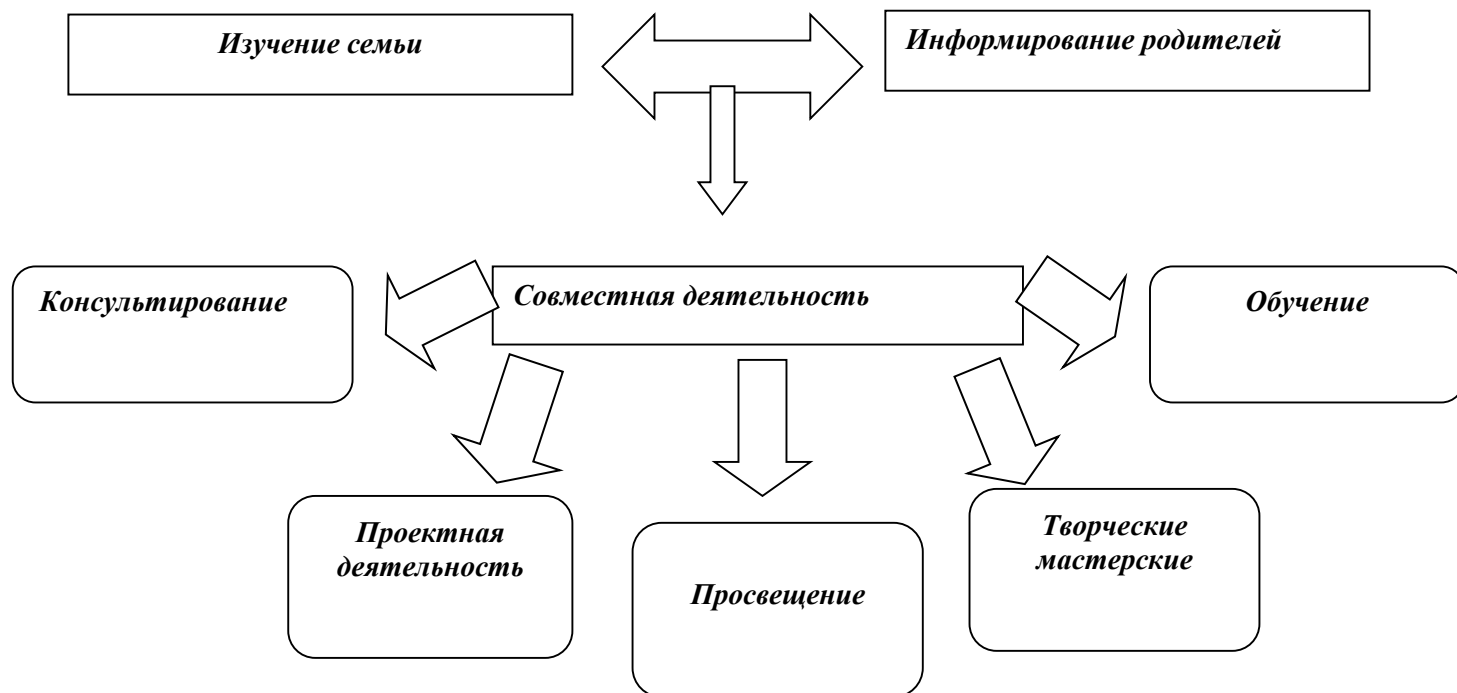 Изучение семьи
Информирование родителей
Консультирование
Совместная деятельность
Обучение
Проектная
деятельность
Просвещение
Творческие
мастерские